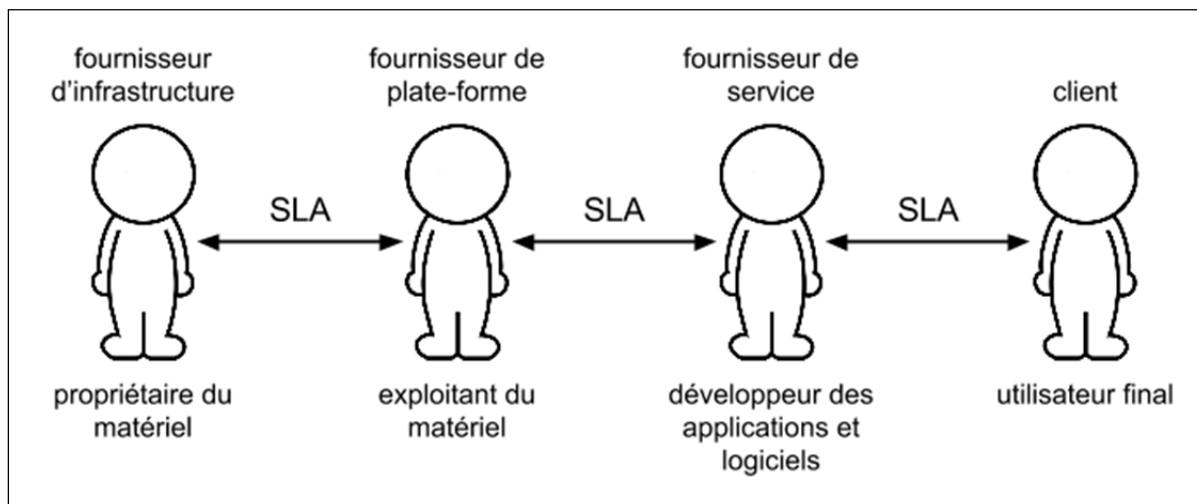 fournisseur
d'infrastructure
fournisseur de
plate-forme
fournisseur de
service
client
SLA
SLA
SLA
propriétaire du
matériel
exploitant du
matériel
développeur des
applications et
logiciels
utilisateur final